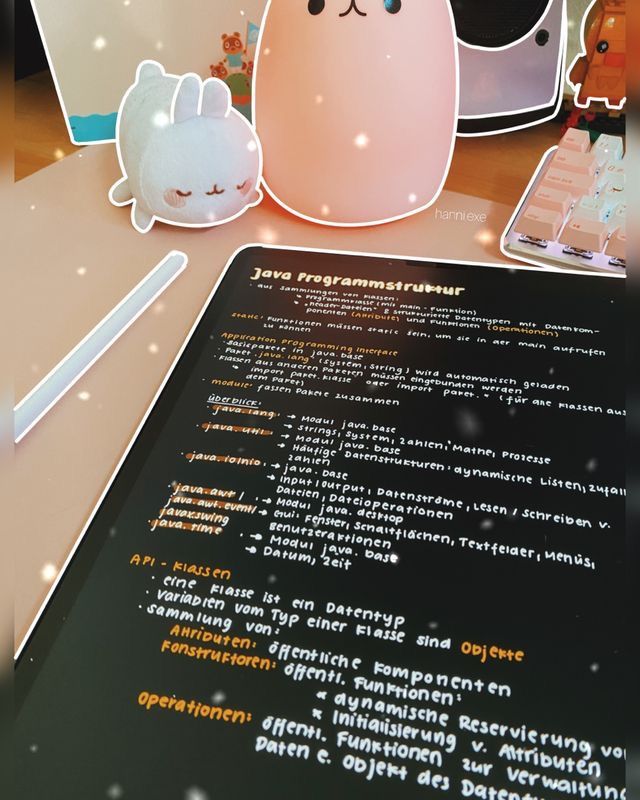 hanni.exe
Java Programmstruktur
· aus Sammlungen von Klassen:
↳ Programmklasse (mit main-Funktion)
↳ "Header-Dateien" & strukturierte Datentypen mit Datenkom-
ponenten (Attribute) und Funktionen (Operationen)
static: Funktionen müssen static sein, um sie in der main aufrufen
zu können
Application Programming Interface
· Basispakete in java.base
· Paket java.lang (System, String) wird automatisch geladen
· Klassen aus anderen Paketen müssen eingebunden werden
↳ import paket.Klasse oder import paket.* (für alle Klassen aus
dem Paket)
· module: fassen Pakete zusammen
Überblick:
· java.lang: → Modul java.base
→ Strings, System, Zahlen, Mathe, Prozesse
· java.util → Modul java.base
Häufige Datenstrukturen: dynamische Listen, Zufall
Zahlen
· java.io/nio: → java.base
→ Input/Output, Datenströme, Lesen/Schreiben v.
Dateien, Dateioperationen
· java.awt/ → Modul java.desktop
java.awt.event/ → GUI: Fenster, Schaltflächen, Textfelder, Menüs,
javax.swing Benutzeraktionen
· java.time → Modul java.base
→ Datum, Zeit
API - Klassen
· eine Klasse ist ein Datentyp
· Variablen vom Typ einer Klasse sind Objekte
· Sammlung von:
Attributen: öffentliche Komponenten
Konstruktoren: öffentl. Funktionen:
* dynamische Reservierung vo
* Initialisierung v. Attributen
Operationen: öffentl. Funktionen zur Verwaltung
Daten e. Objekt des Datent